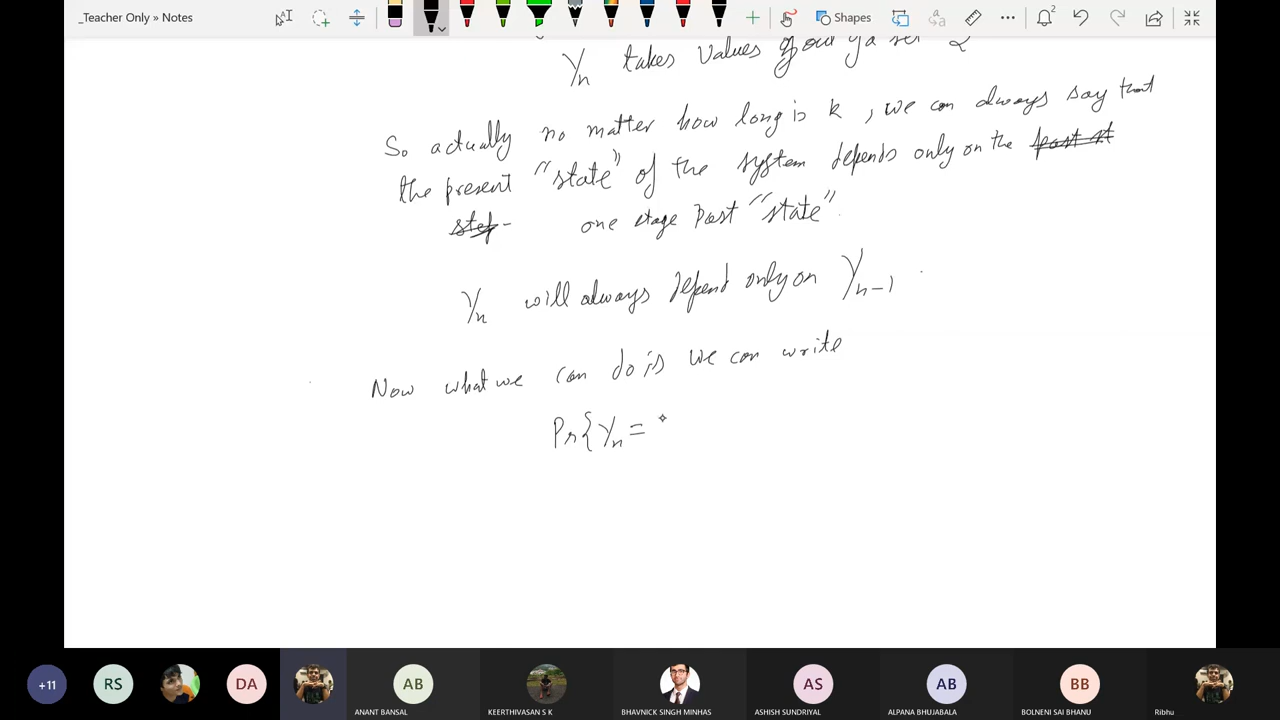 _Teacher Only » Notes
Shapes
Yn takes values
So actually no matter how long is k, we can always say that
the present "state" of the system depends only on the past st
step- one stage past "state".
Yn will always depend only on Yn-1
Now what we can do is we can write
Pr{Yn =
+11
RS
DA
AB
AS
AB
BB
ANANT BANSAL
KEERTHIVASAN S K
BHAVNICK SINGH MINHAS
ASHISH SUNDRIYAL
ALPANA BHUJABALA
BOLNENI SAI BHANU
Ribhu